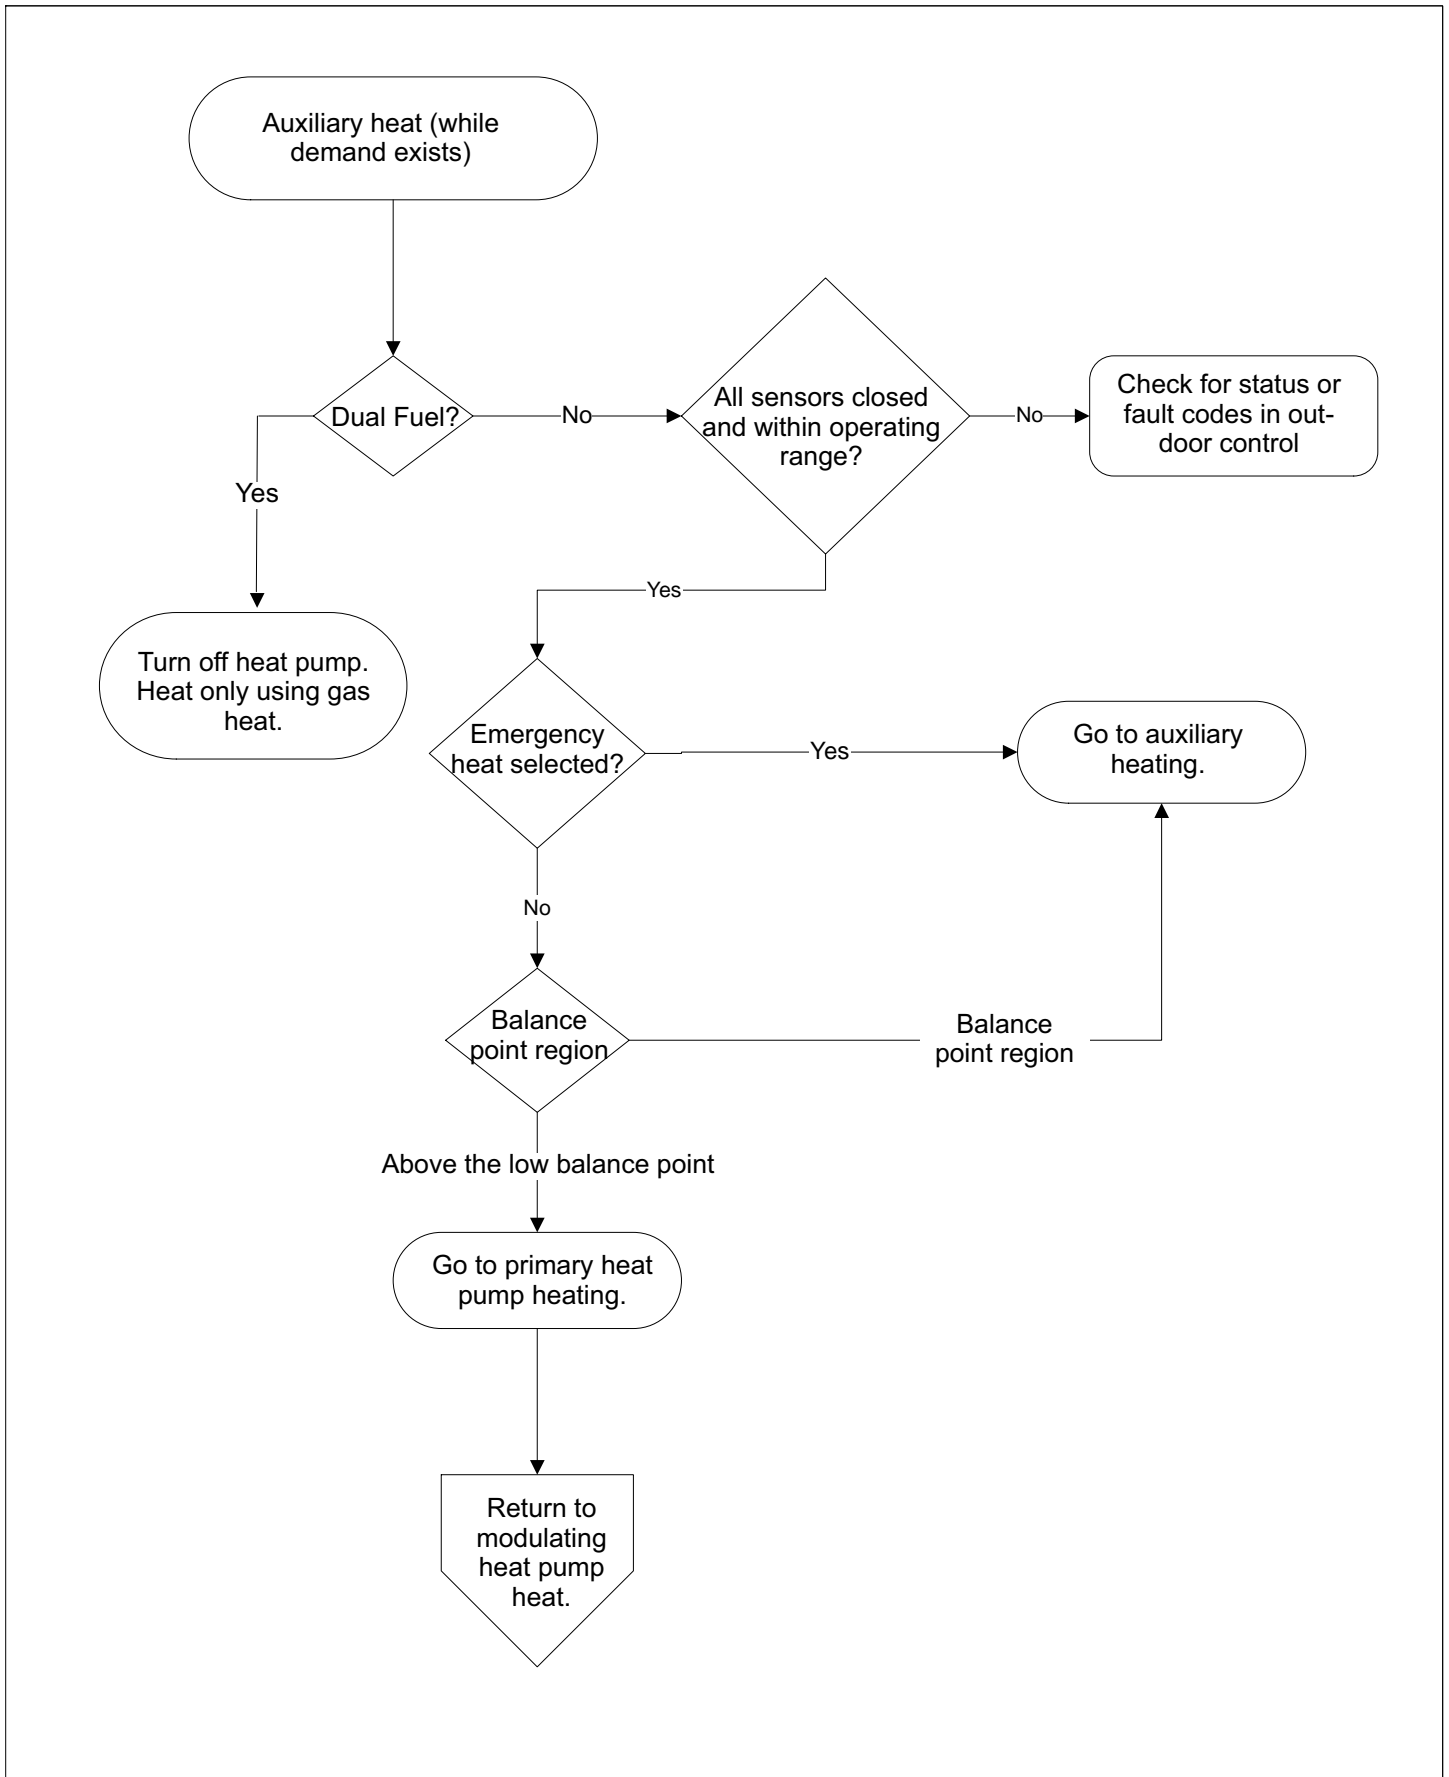 Auxiliary heat (while
demand exists)
Dual Fuel?
No
All sensors closed
and within operating
range?
No
Check for status or
fault codes in out-
door control
Yes
Turn off heat pump.
Heat only using gas
heat.
Yes
Emergency
heat selected?
Yes
Go to auxiliary
heating.
No
Balance
point region
Balance
point region
Above the low balance point
Go to primary heat
pump heating.
Return to
modulating
heat pump
heat.